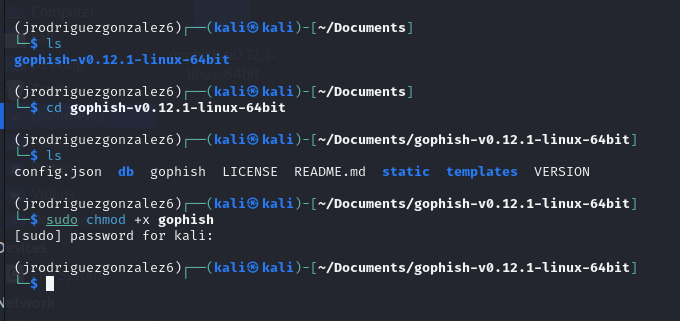 (jrodriguezgonzalez6)┌──(kali㉿kali)-[~/Documents]
└─$ ls
gophish-v0.12.1-linux-64bit
(jrodriguezgonzalez6)┌──(kali㉿kali)-[~/Documents]
└─$ cd gophish-v0.12.1-linux-64bit
(jrodriguezgonzalez6)┌──(kali㉿kali)-[~/Documents/gophish-v0.12.1-linux-64bit]
└─$ ls
config.json  db  gophish  LICENSE  README.md  static  templates  VERSION
(jrodriguezgonzalez6)┌──(kali㉿kali)-[~/Documents/gophish-v0.12.1-linux-64bit]
└─$ sudo chmod +x gophish
[sudo] password for kali:
(jrodriguezgonzalez6)┌──(kali㉿kali)-[~/Documents/gophish-v0.12.1-linux-64bit]
└─$